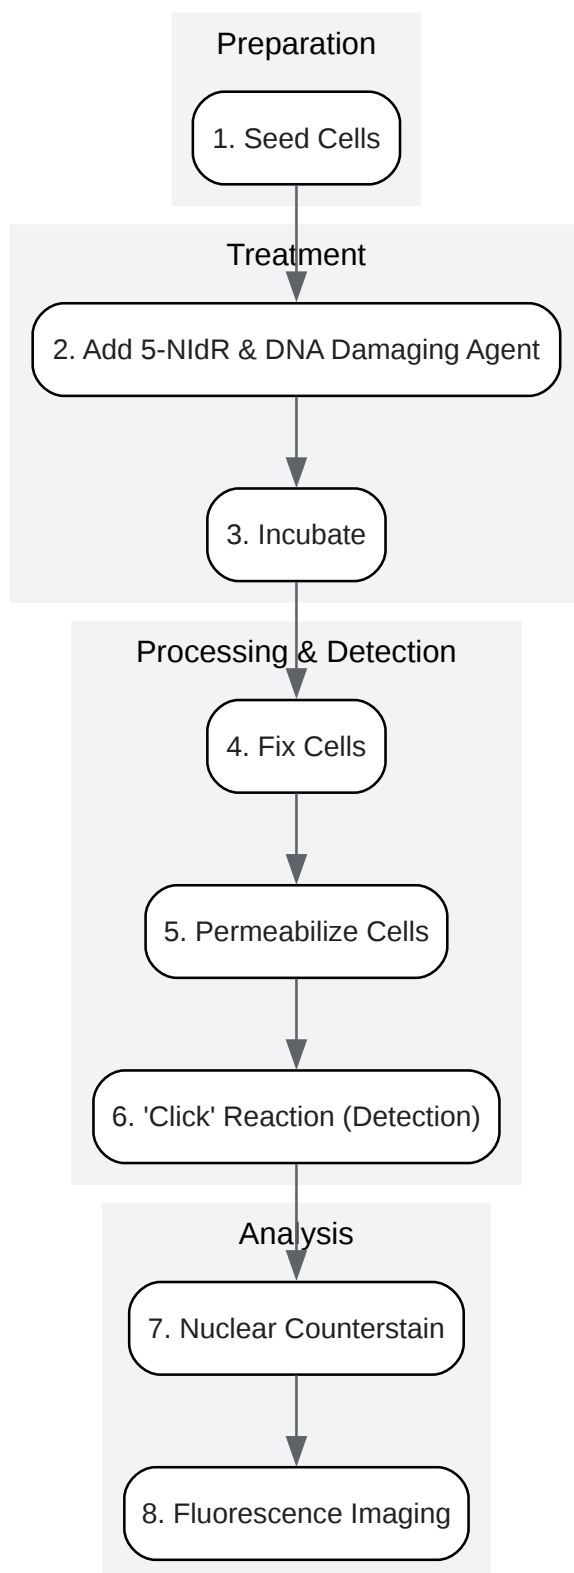 Preparation
1. Seed Cells
Treatment
2. Add 5-NIdR & DNA Damaging Agent
3. Incubate
Processing & Detection
4. Fix Cells
5. Permeabilize Cells
6. 'Click' Reaction (Detection)
Analysis
7. Nuclear Counterstain
8. Fluorescence Imaging